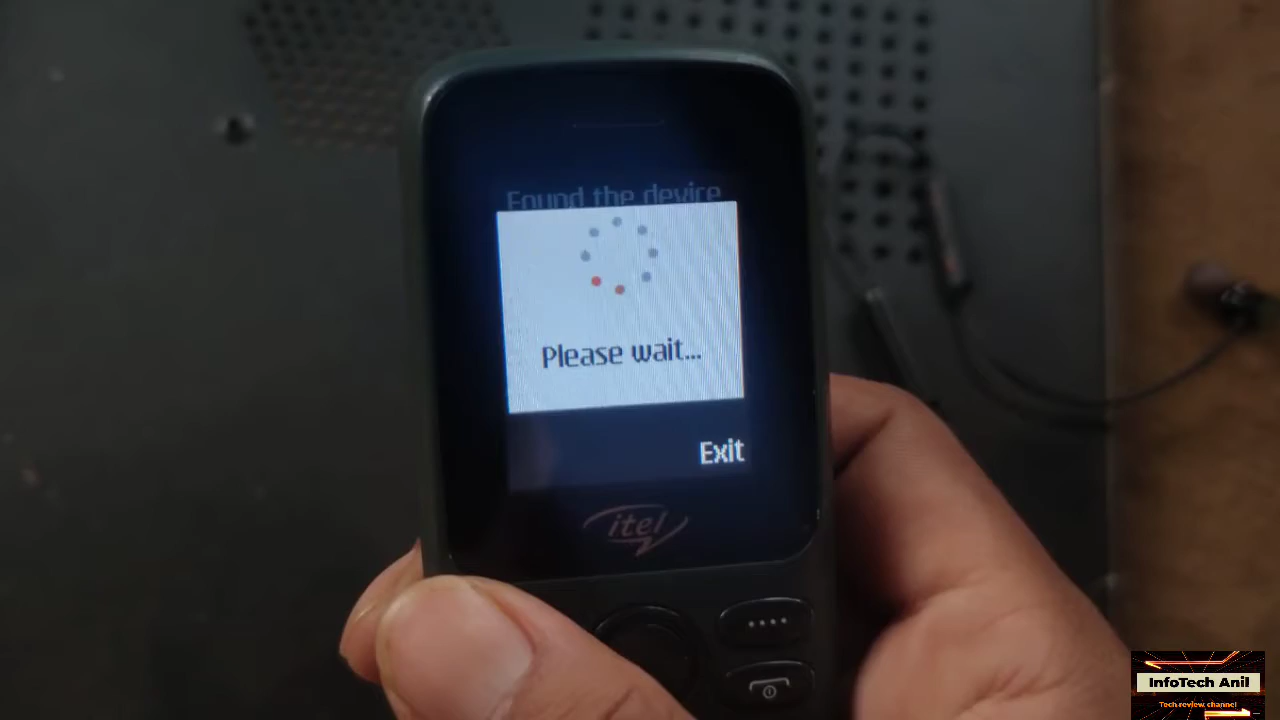 Found the device
Please wait...
Exit
itel
InfoTech Anil
Tech review channel